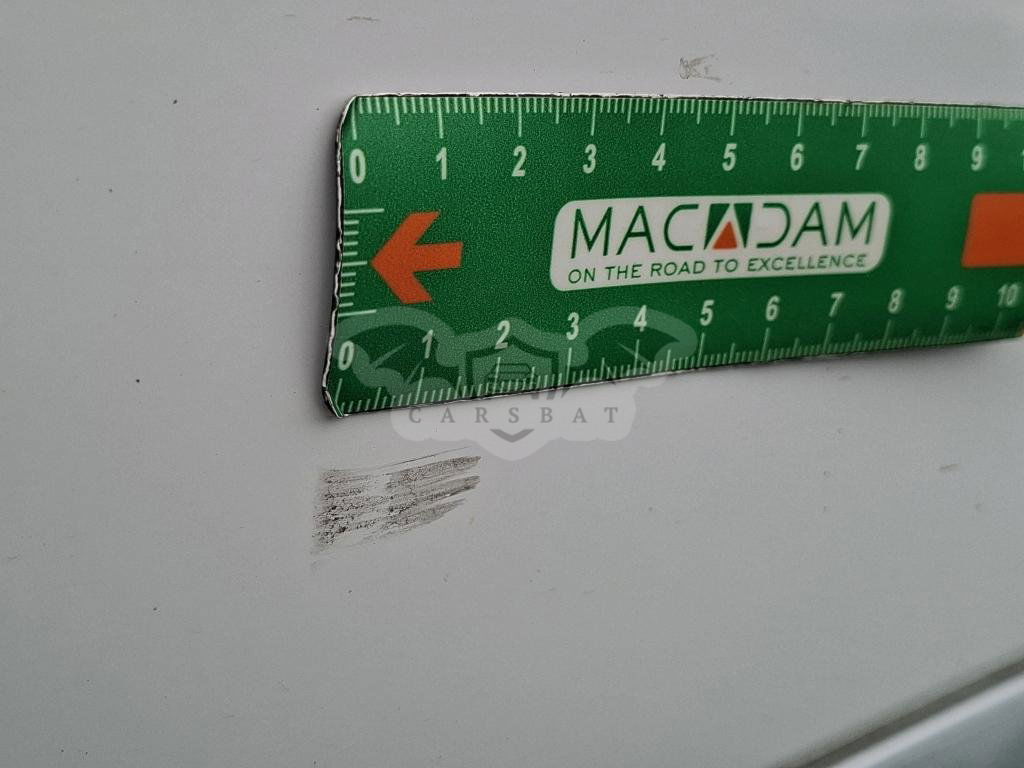 0 1 2 3 4 5 6 7 8 9
MACADAM
ON THE ROAD TO EXCELLENCE
0 1 2 3 4 5 6 7 8 9 10
CARSBAT